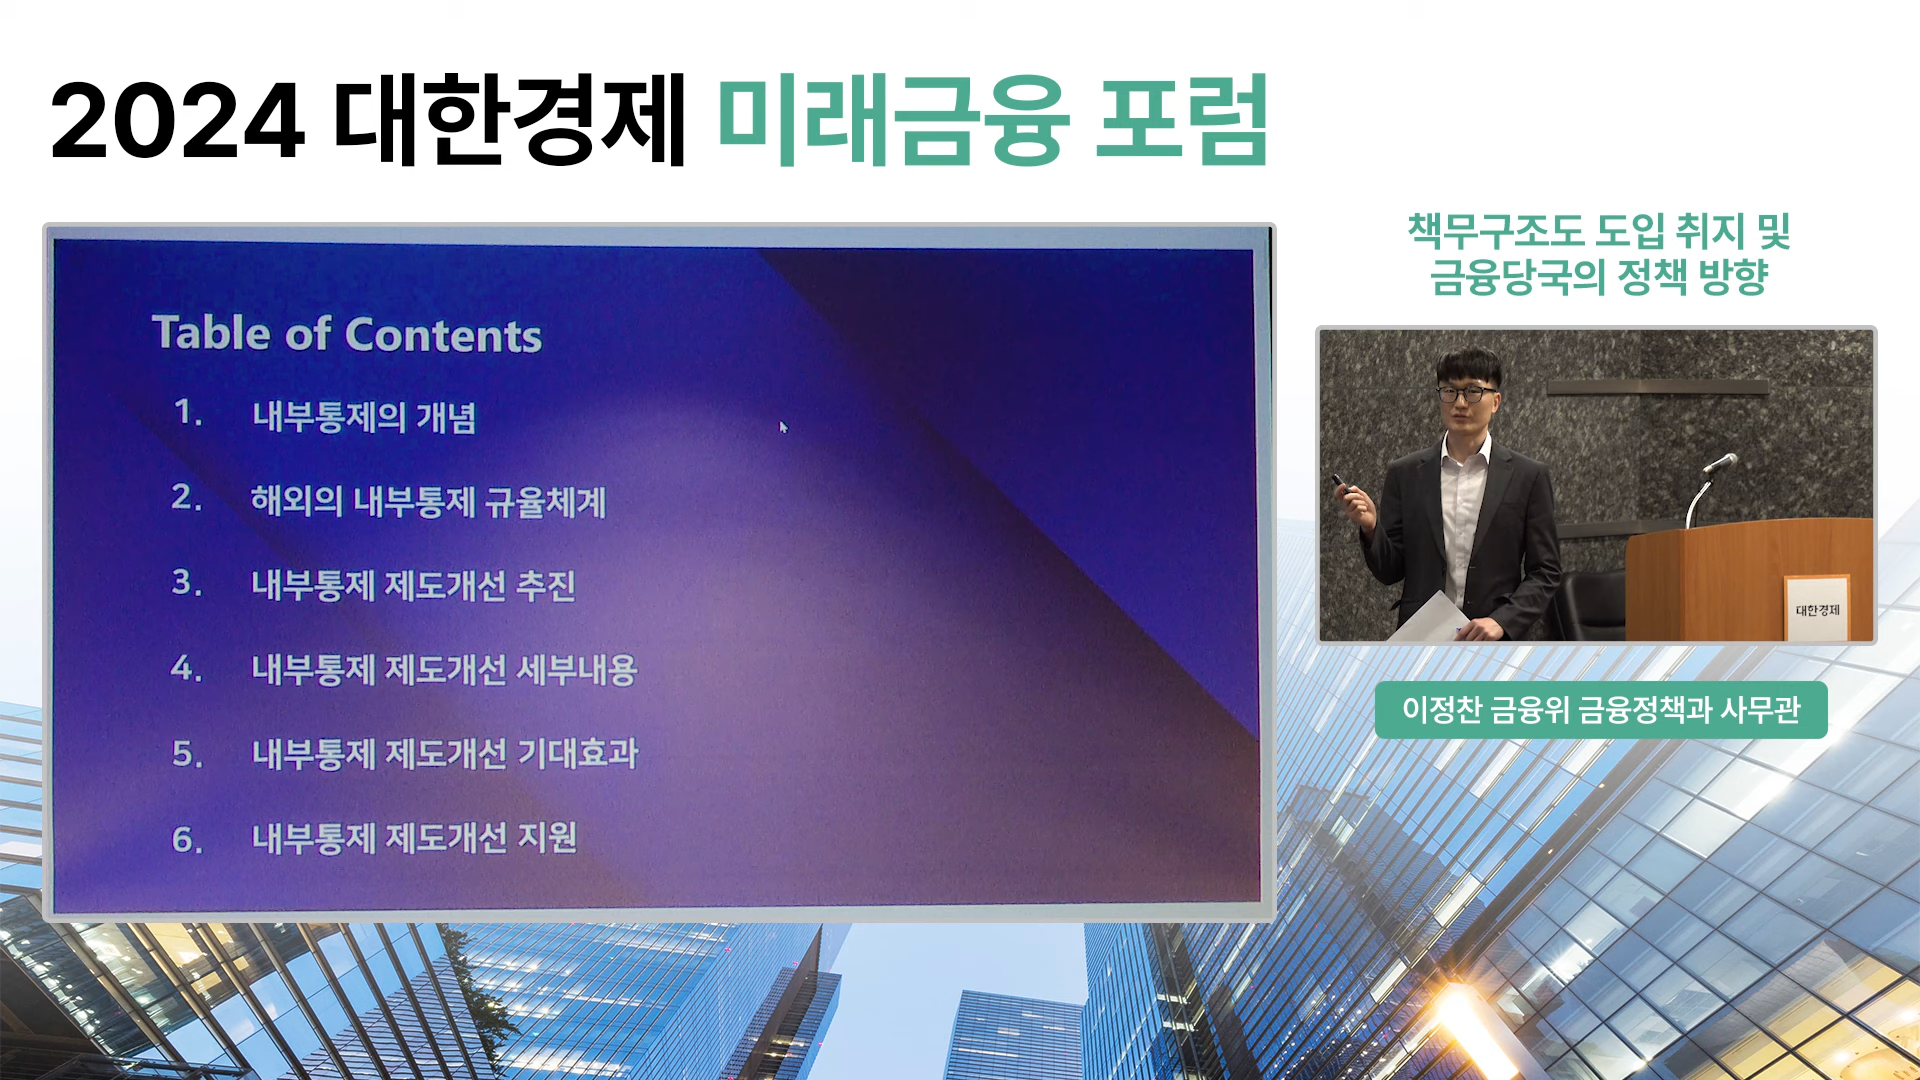 2024 대한경제 미래금융 포럼
책무구조도 도입 취지 및
금융당국의 정책 방향
Table of Contents
1. 내부통제의 개념
2. 해외의 내부통제 규율체계
3. 내부통제 제도개선 추진
4. 내부통제 제도개선 세부내용
5. 내부통제 제도개선 기대효과
6. 내부통제 제도개선 지원
대한경제
이정찬 금융위 금융정책과 사무관